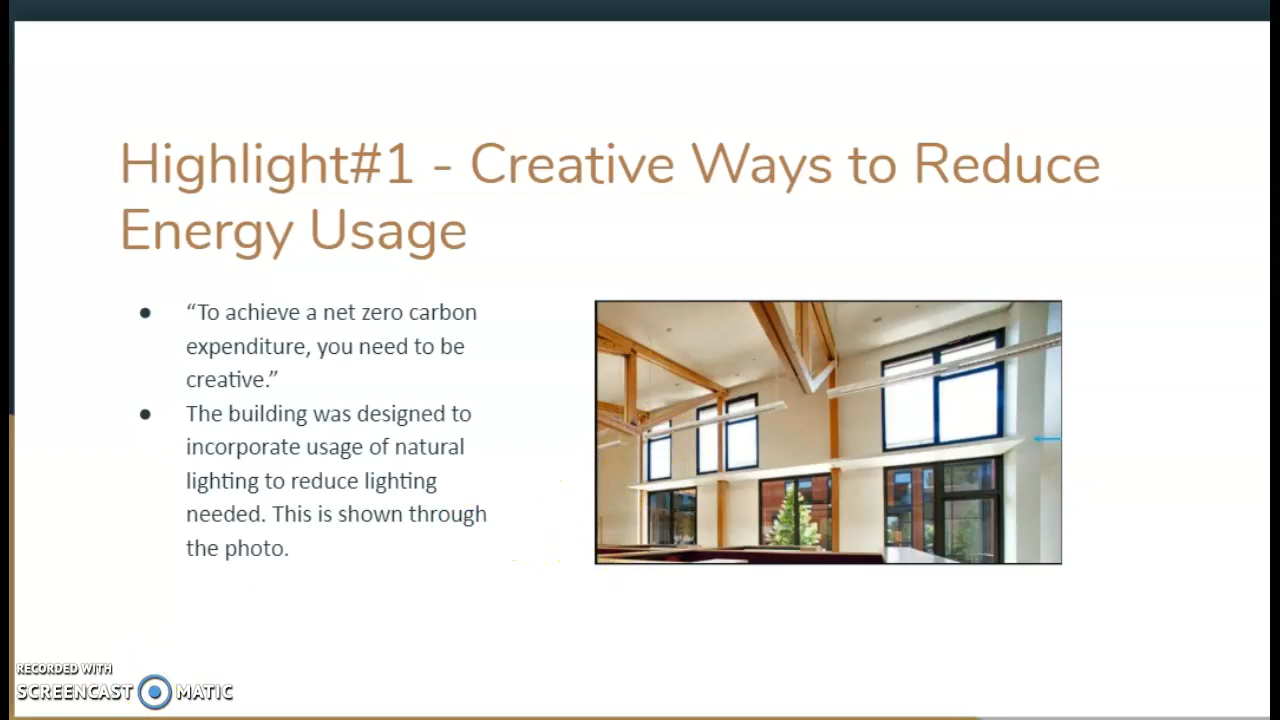 Highlight#1 - Creative Ways to Reduce
Energy Usage
● “To achieve a net zero carbon
expenditure, you need to be
creative.”
● The building was designed to
incorporate usage of natural
lighting to reduce lighting
needed. This is shown through
the photo.
RECORDED WITH
SCREENCAST MATIC